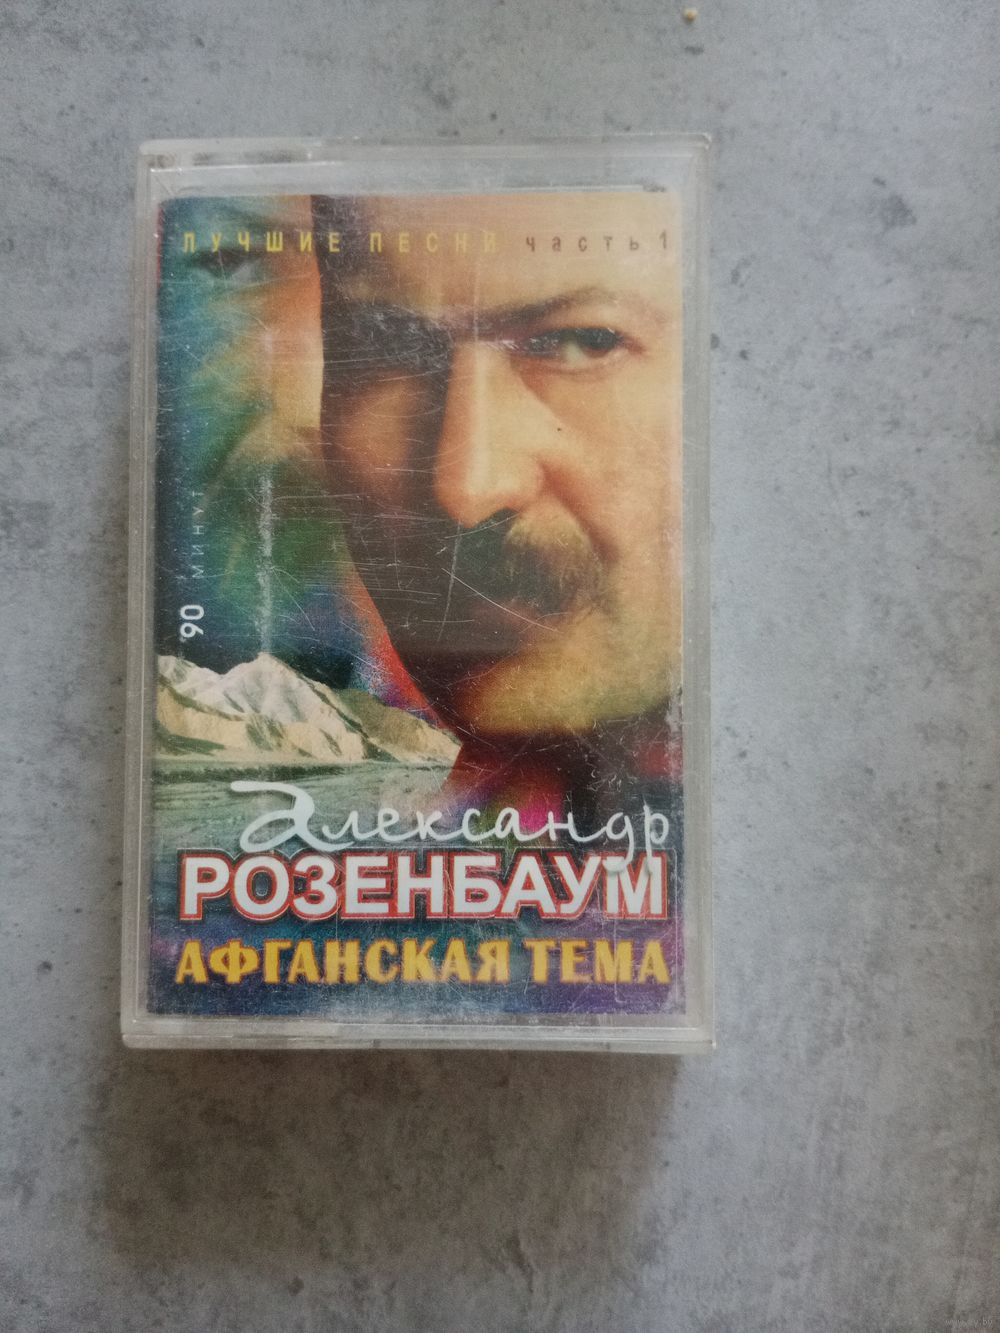 ЛУЧШИЕ ПЕСНИ часть 1
90 МИНУТ
Александр
РОЗЕНБАУМ
АФГАНСКАЯ ТЕМА